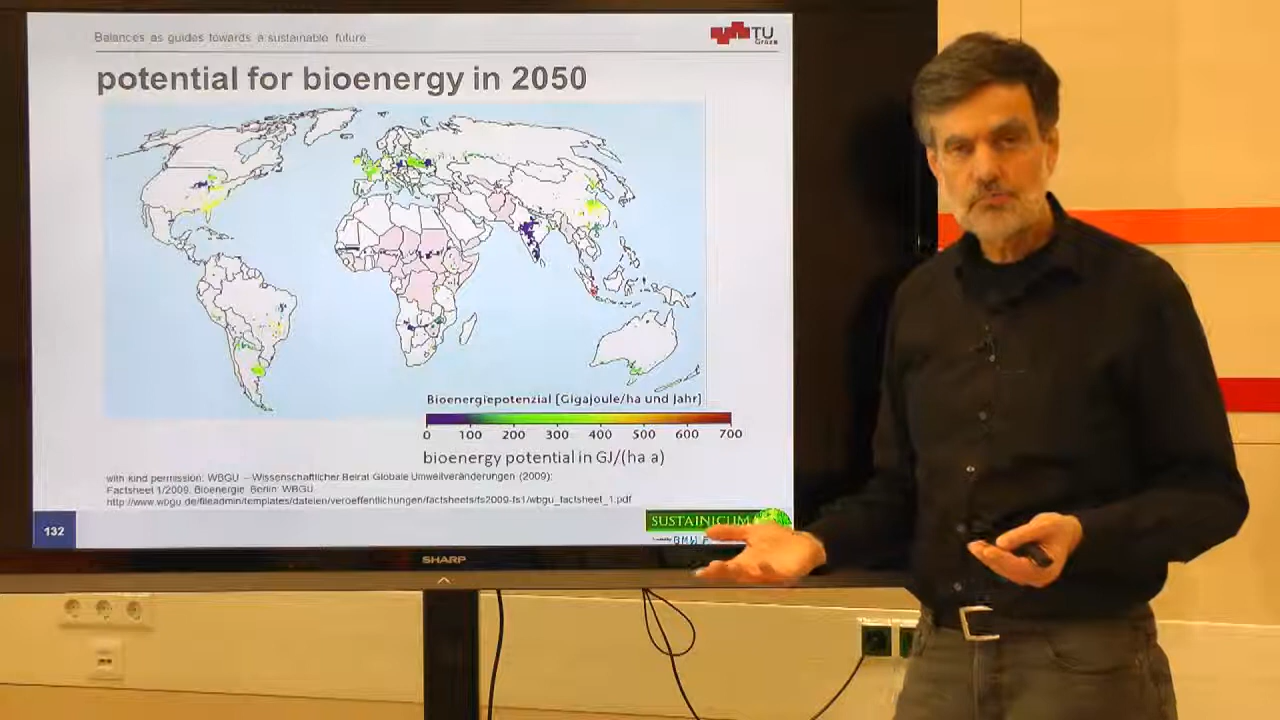 Balances as guides towards a sustainable future
TU
Graz
potential for bioenergy in 2050
Bioenergiepotenzial [Gigajoule/ha und Jahr]
0 100 200 300 400 500 600 700
bioenergy potential in GJ/(ha a)
with kind permission: WBGU – Wissenschaftlicher Beirat Globale Umweltveränderungen (2009):
Factsheet 1/2009. Bioenergie. Berlin: WBGU
http://www.wbgu.de/fileadmin/templates/dateien/veroeffentlichungen/factsheets/fs2009-fs1/wbgu_factsheet_1.pdf
132
SUSTAINICUM
SHARP